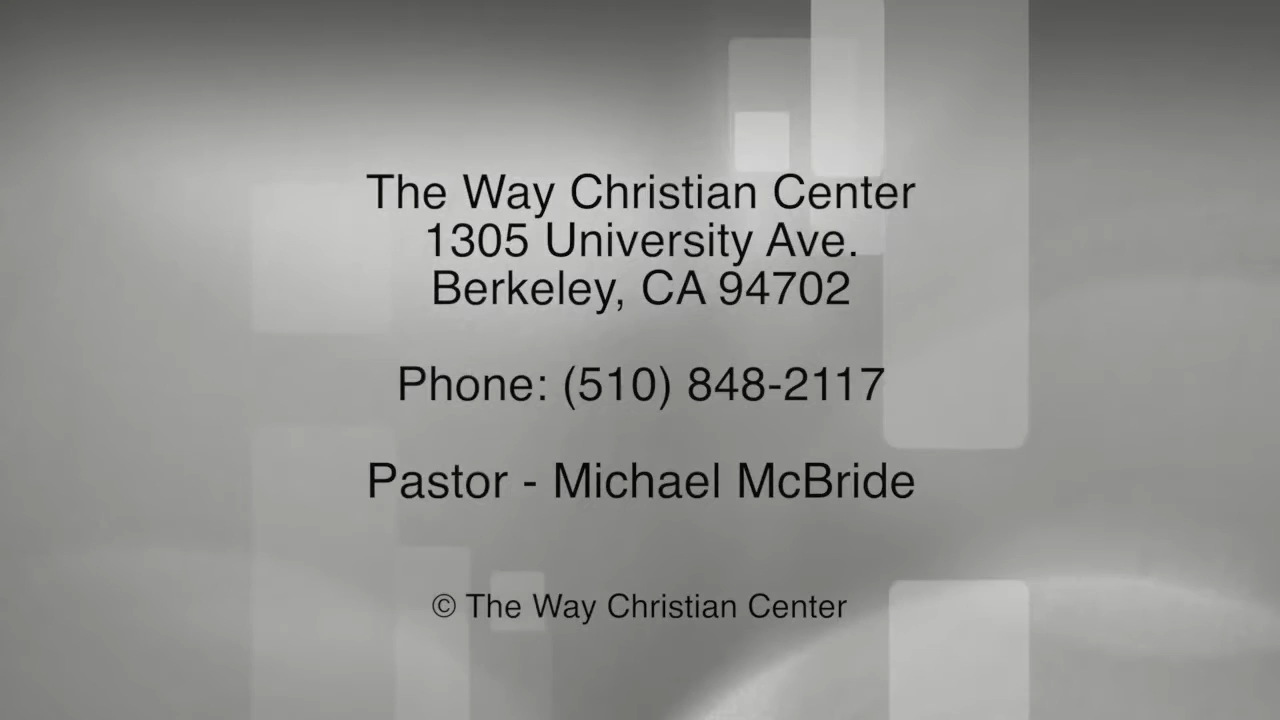 The Way Christian Center
1305 University Ave.
Berkeley, CA 94702
Phone: (510) 848-2117
Pastor - Michael McBride
© The Way Christian Center